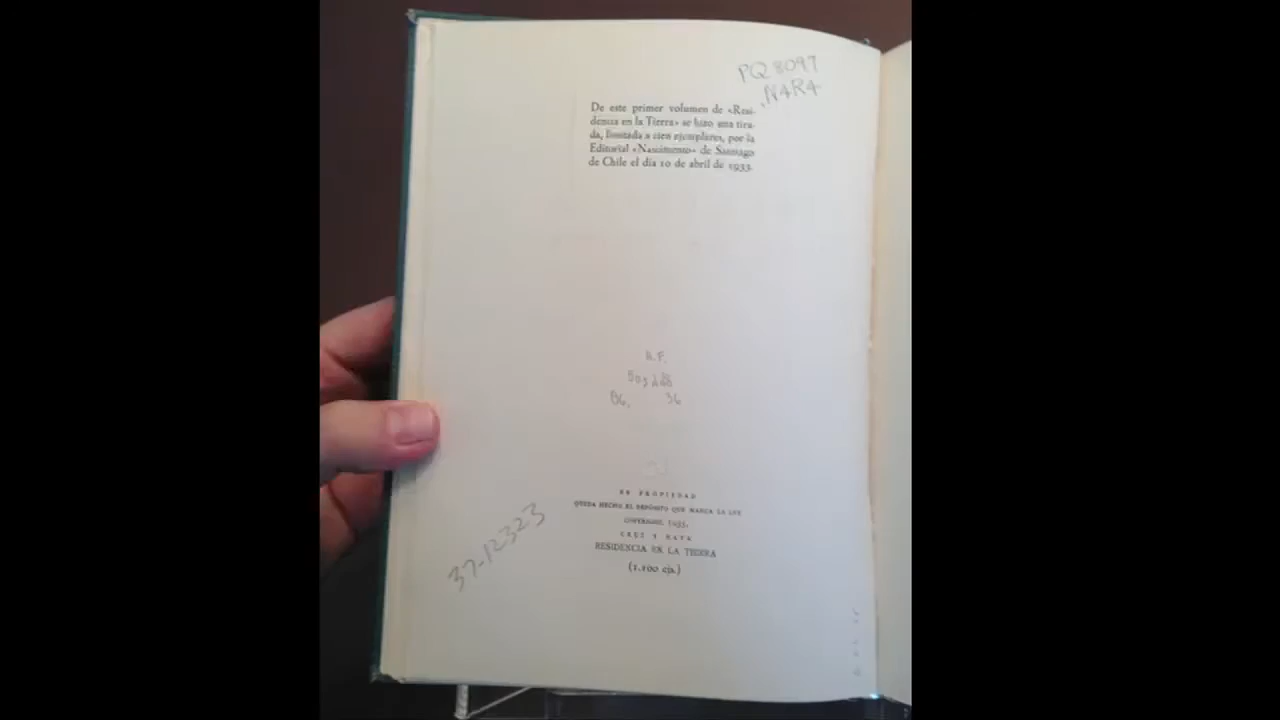 PQ8097
.N4R4
De este primer volumen de «Resi-
dencia en la Tierra» se hizo una tira-
da, limitada a cien ejemplares, por la
Editorial «Nascimento» de Santiago
de Chile el día 10 de abril de 1933.
H.F.
36
ES PROPIEDAD
QUEDA HECHO EL DEPÓSITO QUE MARCA LA LEY
COPYRIGHT, 1935,
CRUZ Y RAYA
RESIDENCIA EN LA TIERRA
(1.100 ejs.)
37-12323